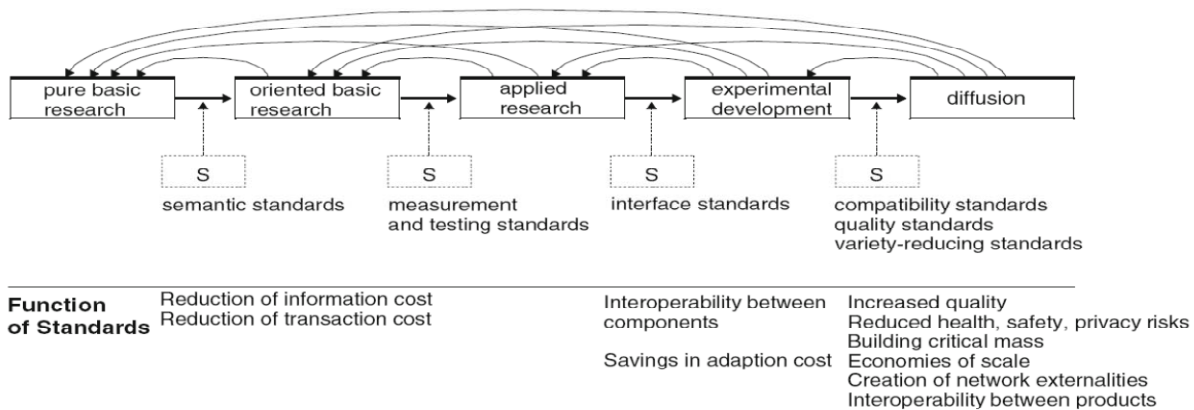 pure basic
research
oriented basic
research
applied
research
experimental
development
diffusion
S
S
S
S
semantic standards
measurement
and testing standards
interface standards
compatibility standards
quality standards
variety-reducing standards
Function
of Standards
Reduction of information cost
Reduction of transaction cost
Interoperability between
components
Savings in adaption cost
Increased quality
Reduced health, safety, privacy risks
Building critical mass
Economies of scale
Creation of network externalities
Interoperability between products